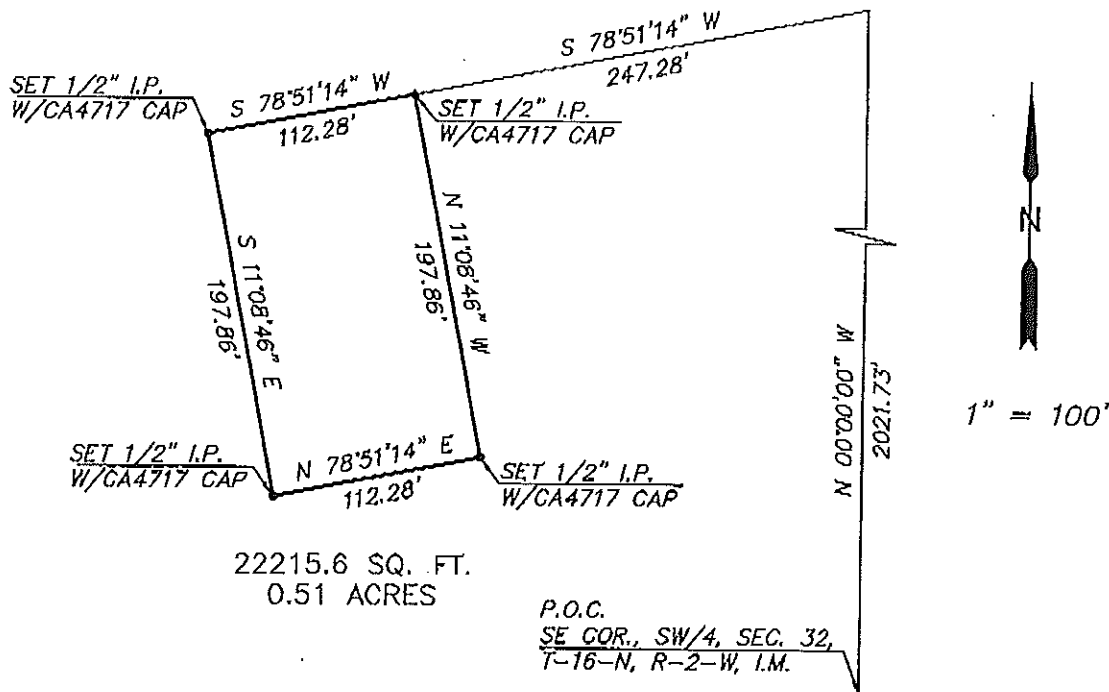 S 78°51'14" W
247.28'
SET 1/2" I.P.
W/CA4717 CAP
S 78°51'14" W
112.28'
SET 1/2" I.P.
W/CA4717 CAP
N 11°08'46" W
197.86'
S 11°08'46" E
197.86'
N
1" = 100'
N 00°00'00" W
2021.73'
SET 1/2" I.P.
W/CA4717 CAP
N 78°51'14" E
112.28'
SET 1/2" I.P.
W/CA4717 CAP
22215.6 SQ. FT.
0.51 ACRES
P.O.C.
SE COR., SW/4, SEC. 32,
T-16-N, R-2-W, I.M.